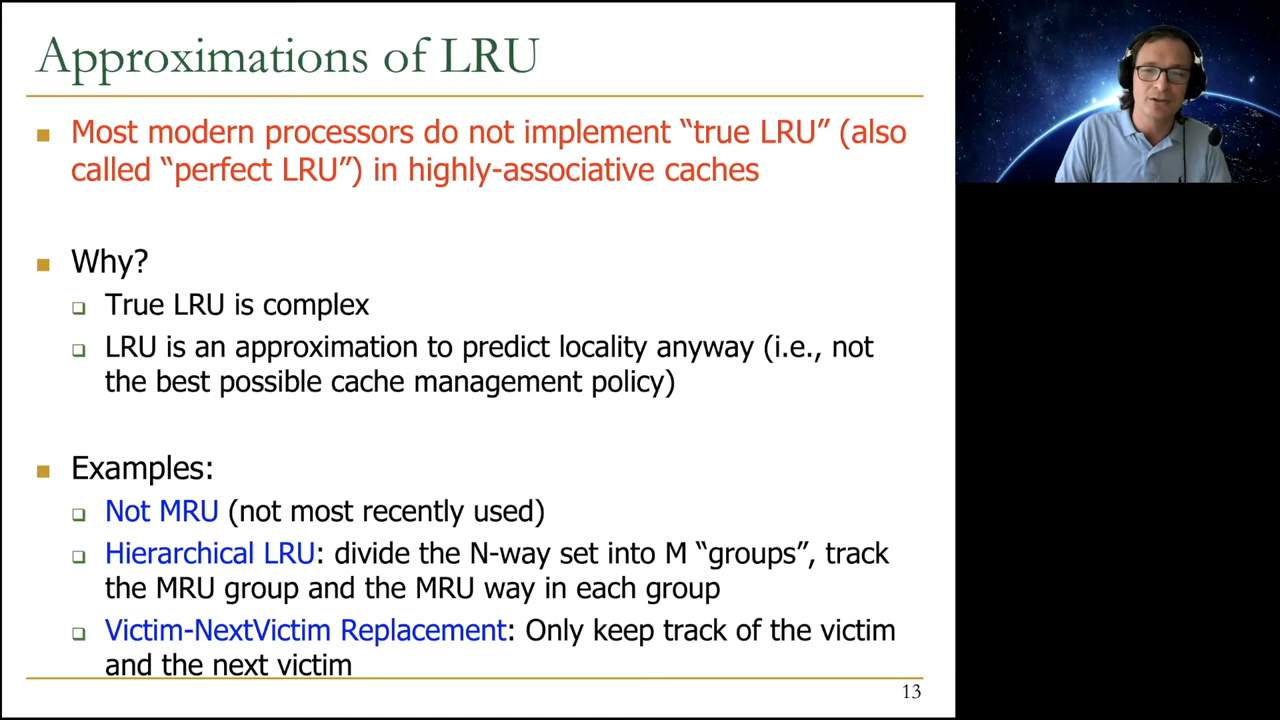 Approximations of LRU
Most modern processors do not implement “true LRU” (also
called “perfect LRU”) in highly-associative caches
Why?
True LRU is complex
LRU is an approximation to predict locality anyway (i.e., not
the best possible cache management policy)
Examples:
Not MRU (not most recently used)
Hierarchical LRU: divide the N-way set into M “groups”, track
the MRU group and the MRU way in each group
Victim-NextVictim Replacement: Only keep track of the victim
and the next victim
13